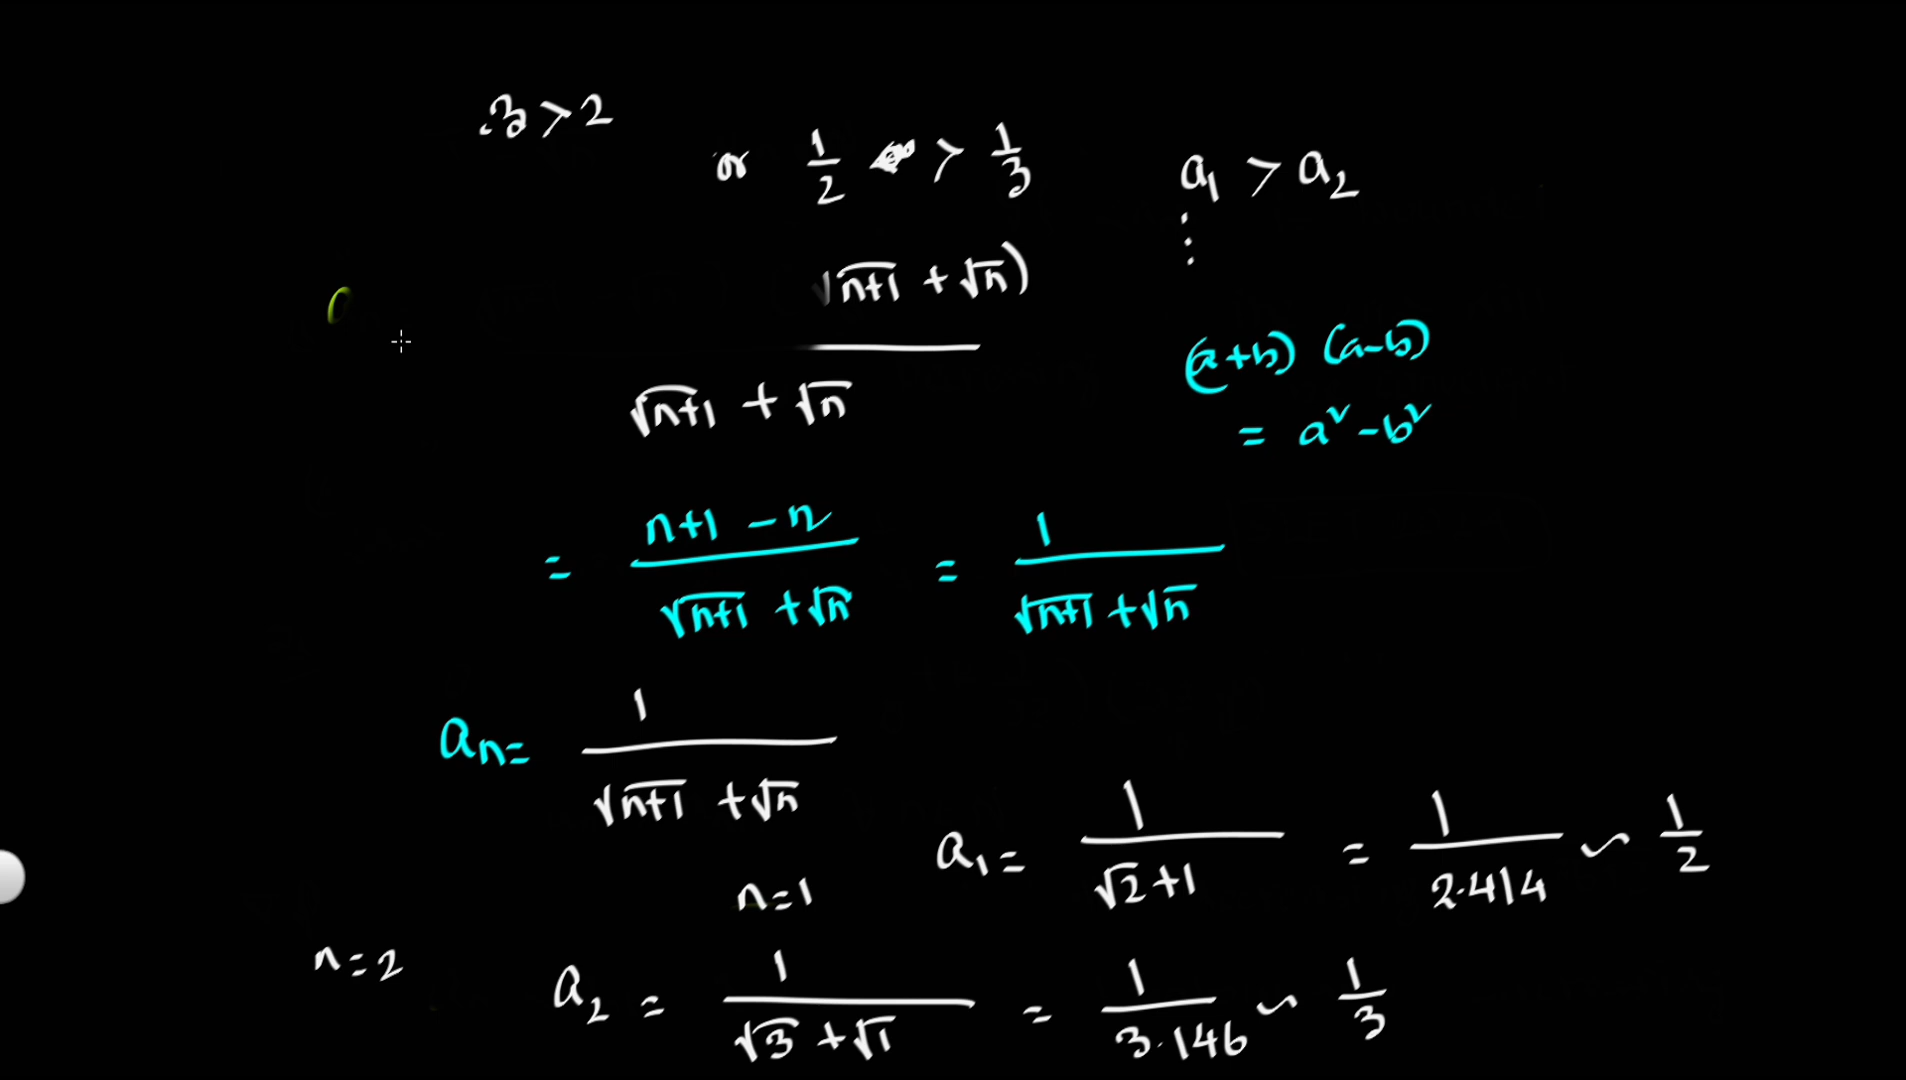 3 > 2
or 1/2 > 1/3
a₁ > a₂
⋮
√n+1 + √n)
√n+1 + √n
(a+b) (a-b)
= a² - b²
= (n+1 - n)/(√n+1 + √n) = 1/(√n+1 + √n)
aₙ = 1/(√n+1 + √n)
n=1 a₁ = 1/(√2+1) = 1/2.414 ~ 1/2
n=2 a₂ = 1/(√3 + √1) = 1/3.146 ~ 1/3